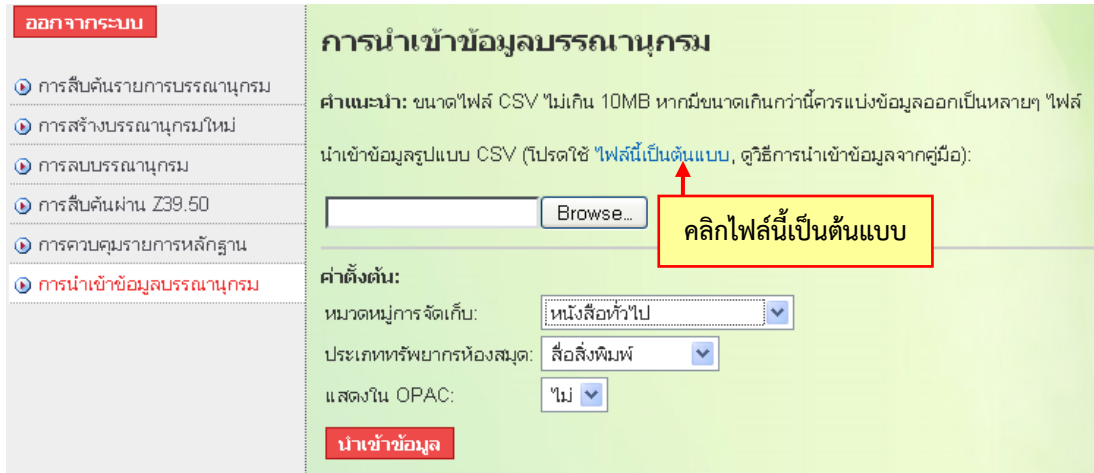 ออกจากระบบ
การสืบค้นรายการบรรณานุกรม
การสร้างบรรณานุกรมใหม่
การลบบรรณานุกรม
การสืบค้นผ่าน Z39.50
การควบคุมรายการหลักฐาน
การนำเข้าข้อมูลบรรณานุกรม
การนำเข้าข้อมูลบรรณานุกรม
คำแนะนำ: ขนาดไฟล์ CSV ไม่เกิน 10MB หากมีขนาดเกินกว่านี้ควรแบ่งข้อมูลออกเป็นหลายๆ ไฟล์
นำเข้าข้อมูลรูปแบบ CSV (โปรดใช้ ไฟล์นี้เป็นต้นแบบ, ดูวิธีการนำเข้าข้อมูลจากคู่มือ):
Browse...
คลิกไฟล์นี้เป็นต้นแบบ
ค่าตั้งต้น:
หมวดหมู่การจัดเก็บ: หนังสือทั่วไป
ประเภททรัพยากรห้องสมุด: สื่อสิ่งพิมพ์
แสดงใน OPAC: ไม่
นำเข้าข้อมูล